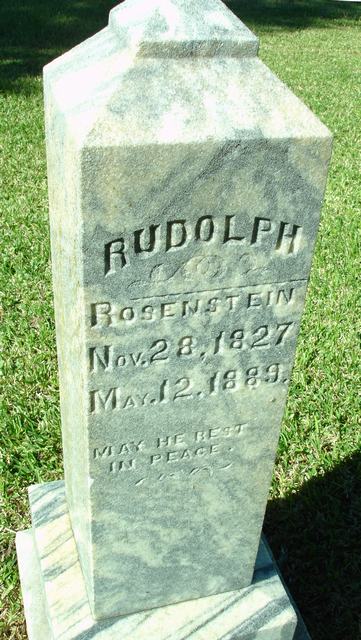 RUDOLPH
ROSENSTEIN
NOV. 28, 1827
MAY. 12, 1889.
MAY HE REST
IN PEACE.